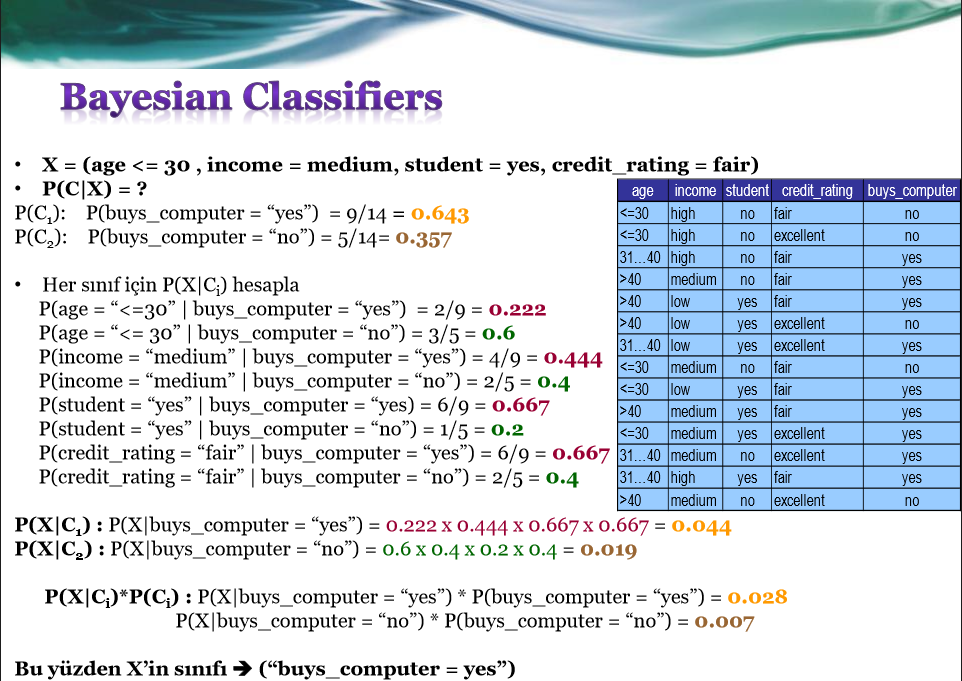 Bayesian Classifiers
• X = (age <= 30 , income = medium, student = yes, credit_rating = fair)
• P(C|X) = ?
P(C₁): P(buys_computer = “yes”) = 9/14 = 0.643
P(C₂): P(buys_computer = “no”) = 5/14= 0.357
• Her sınıf için P(X|Cᵢ) hesapla
P(age = “<=30” | buys_computer = “yes”) = 2/9 = 0.222
P(age = “<= 30” | buys_computer = “no”) = 3/5 = 0.6
P(income = “medium” | buys_computer = “yes”) = 4/9 = 0.444
P(income = “medium” | buys_computer = “no”) = 2/5 = 0.4
P(student = “yes” | buys_computer = “yes) = 6/9 = 0.667
P(student = “yes” | buys_computer = “no”) = 1/5 = 0.2
P(credit_rating = “fair” | buys_computer = “yes”) = 6/9 = 0.667
P(credit_rating = “fair” | buys_computer = “no”) = 2/5 = 0.4
age income student credit_rating buys_computer
<=30 high no fair no
<=30 high no excellent no
31…40 high no fair yes
>40 medium no fair yes
>40 low yes fair yes
>40 low yes excellent no
31…40 low yes excellent yes
<=30 medium no fair no
<=30 low yes fair yes
>40 medium yes fair yes
<=30 medium yes excellent yes
31…40 medium no excellent yes
31…40 high yes fair yes
>40 medium no excellent no
P(X|C₁) : P(X|buys_computer = “yes”) = 0.222 x 0.444 x 0.667 x 0.667 = 0.044
P(X|C₂) : P(X|buys_computer = “no”) = 0.6 x 0.4 x 0.2 x 0.4 = 0.019
P(X|Cᵢ)*P(Cᵢ) : P(X|buys_computer = “yes”) * P(buys_computer = “yes”) = 0.028
P(X|buys_computer = “no”) * P(buys_computer = “no”) = 0.007
Bu yüzden X’in sınıfı ➔ (“buys_computer = yes”)